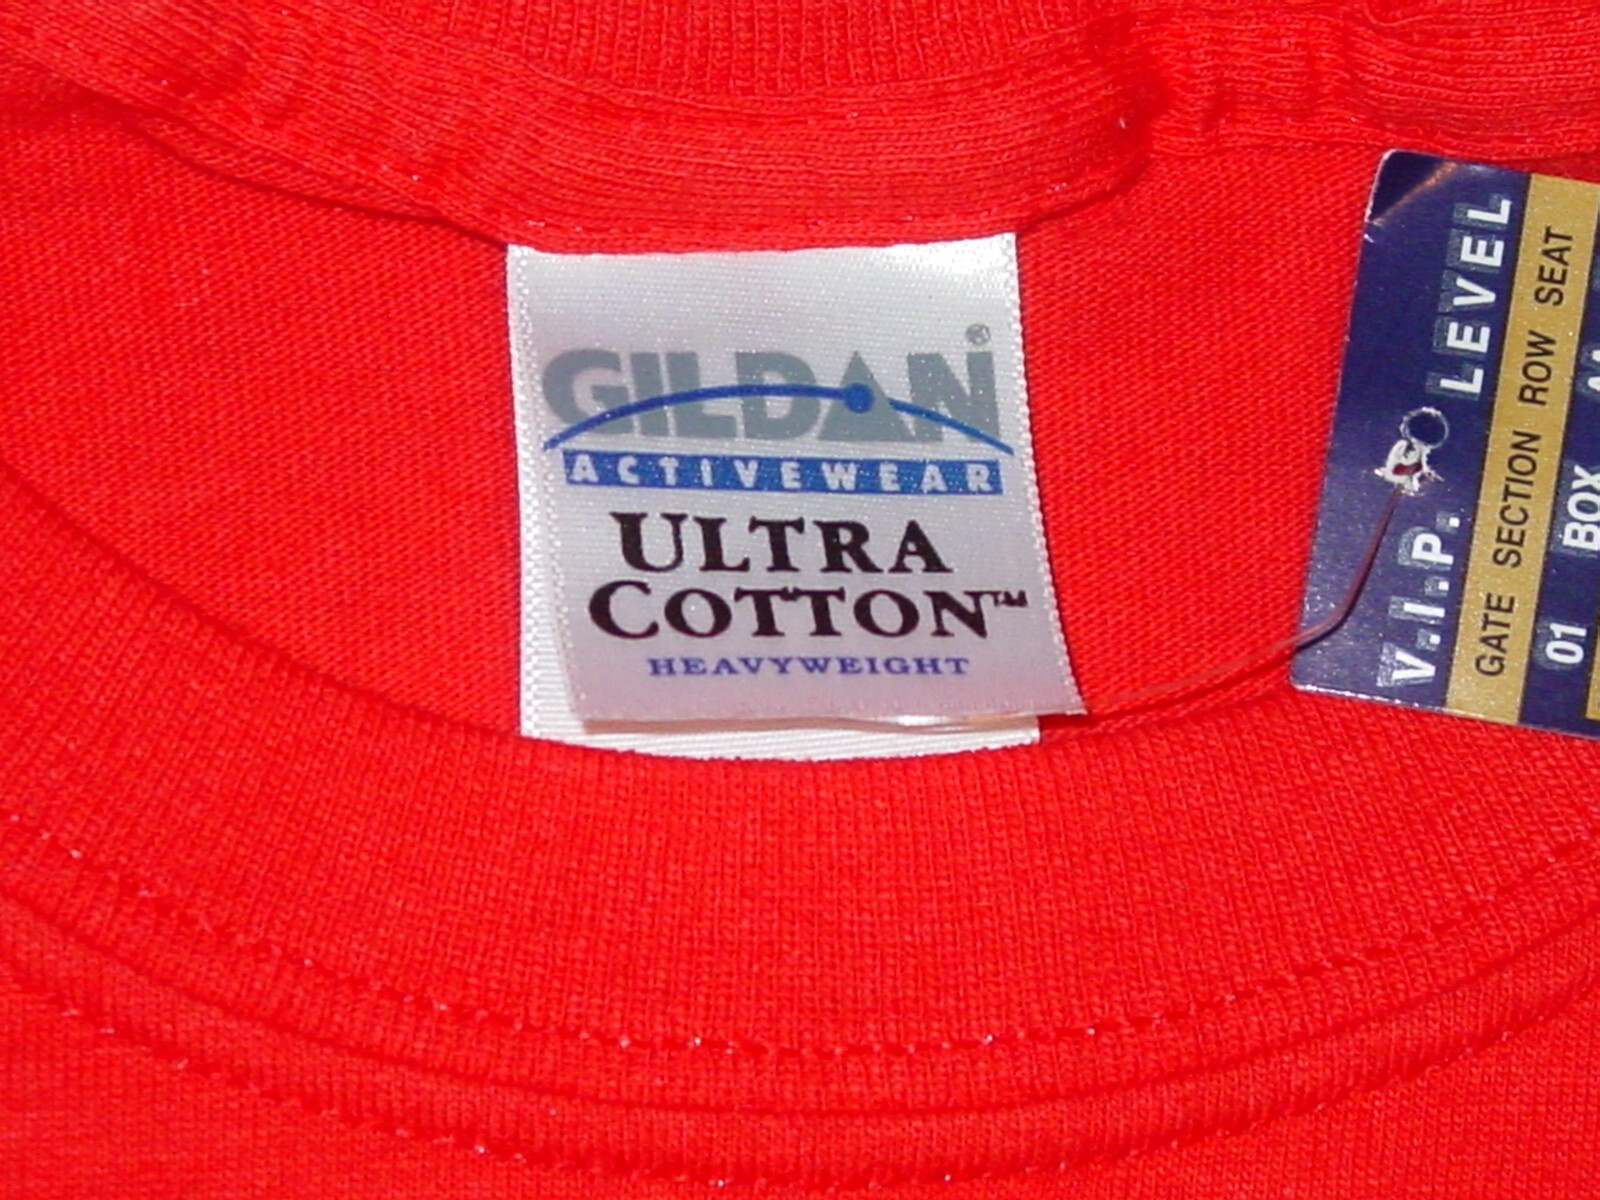 GILDAN®
ACTIVEWEAR
ULTRA
COTTON™
HEAVYWEIGHT
V.I.P. LEVEL
GATE SECTION ROW SEAT
01 BOX